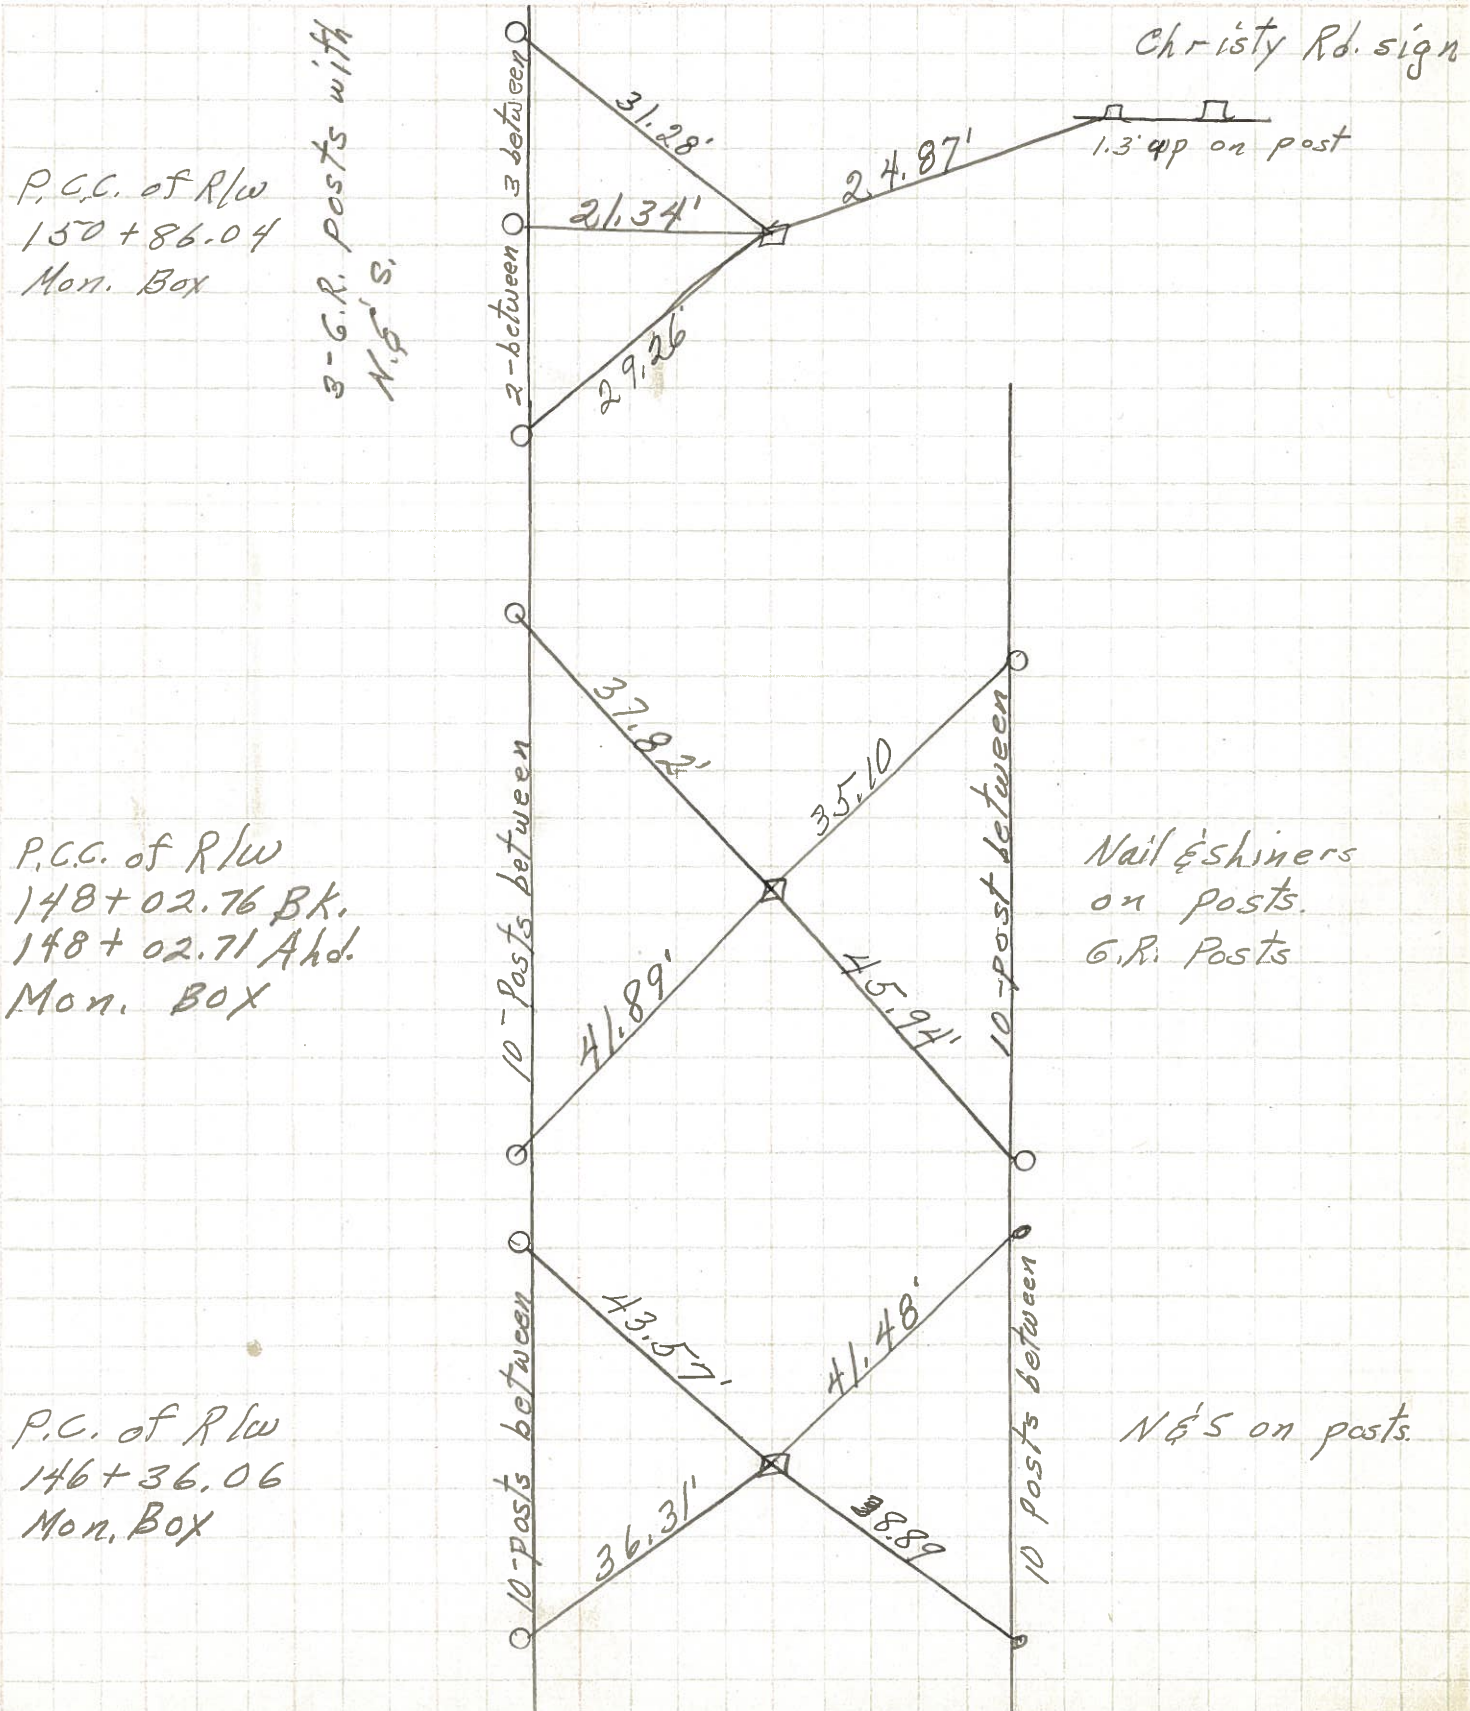 Christy Rd. sign
1.3' up on post
3-G.R. Posts with
N.&'S.
P.C.C. of R/W
150 + 86.04
Mon. Box
3 between
2-between
31.28'
21.34'
29.26'
24.87'
P.C.C. of R/W
148 + 02.76 BK.
148 + 02.71 Ahd.
Mon. BOX
10-Posts between
37.82'
35.10
41.89'
45.94'
10-post between
Nail & shiners
on Posts.
G.R. Posts
P.C. of R/W
146 + 36.06
Mon. Box
10-posts between
43.57'
41.48'
36.31'
38.89
10 Posts between
N&S on posts.